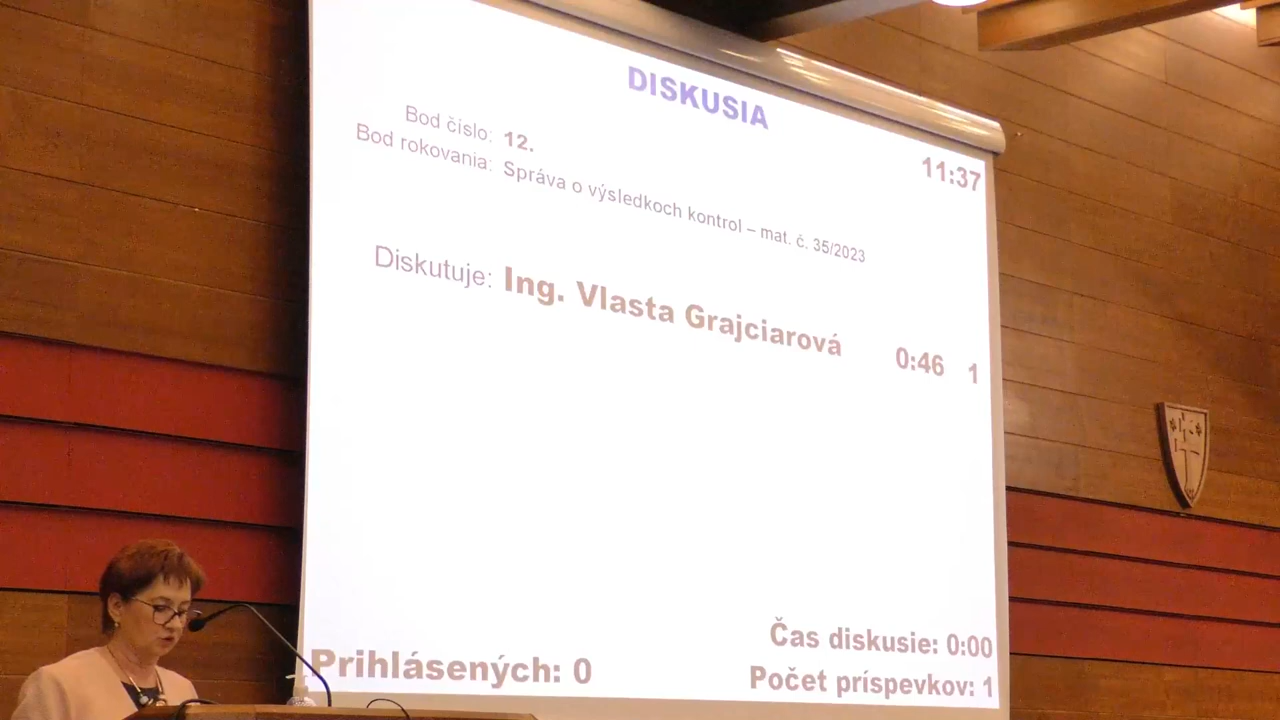 DISKUSIA
11:37
Bod číslo: 12.
Bod rokovania: Správa o výsledkoch kontrol – mat. č. 35/2023
Diskutuje: Ing. Vlasta Grajciarová 0:46 1
Čas diskusie: 0:00
Prihlásených: 0
Počet príspevkov: 1